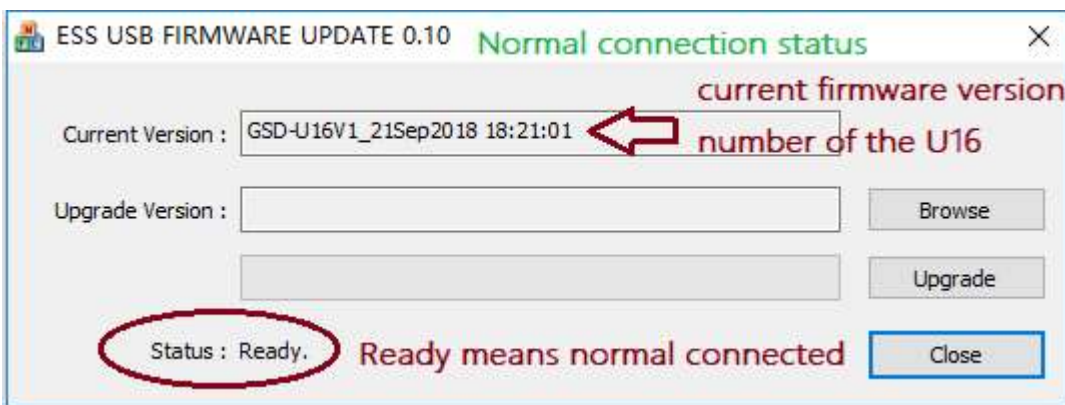 ESS USB FIRMWARE UPDATE 0.10 Normal connection status
current firmware version
Current Version : GSD-U16V1_21Sep2018 18:21:01 number of the U16
Upgrade Version : Browse
Upgrade
Status : Ready. Ready means normal connected Close